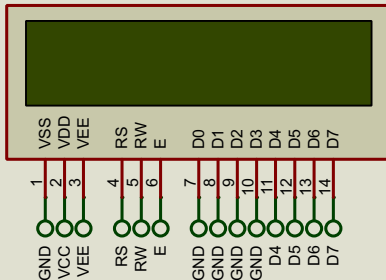 VSS VDD VEE RS RW E D0 D1 D2 D3 D4 D5 D6 D7
1 2 3 4 5 6 7 8 9 10 11 12 13 14
GND VCC VEE RS RW E GND GND GND GND D4 D5 D6 D7